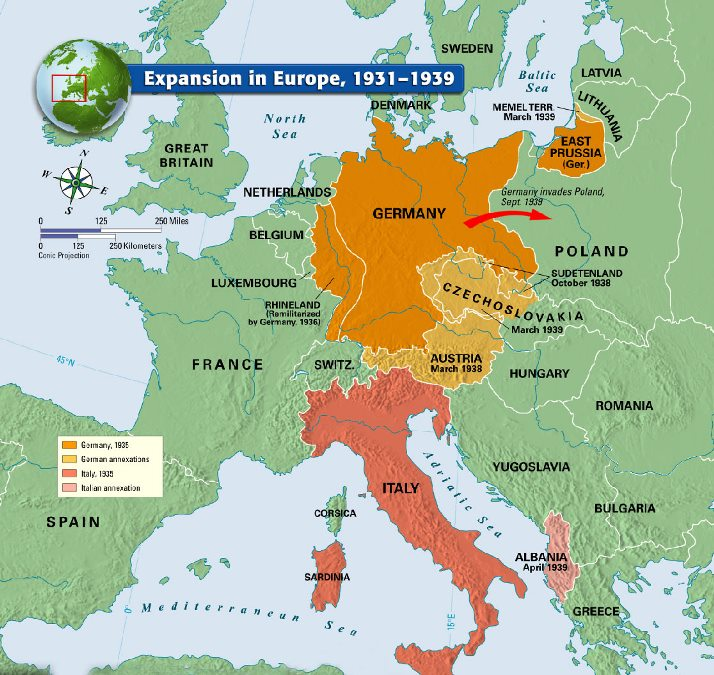 Expansion in Europe, 1931–1939
SWEDEN
Baltic
Sea
LATVIA
LITHUANIA
MEMEL TERR.
March 1939
DENMARK
North
Sea
EAST
PRUSSIA
(Ger.)
GREAT
BRITAIN
N
W
E
S
NETHERLANDS
Germany invades Poland,
Sept. 1939
GERMANY
0 125 250 Miles
0 125 250 Kilometers
Conic Projection
BELGIUM
POLAND
LUXEMBOURG
SUDETENLAND
October 1938
RHINELAND
(Remilitarized
by Germany, 1936)
CZECHOSLOVAKIA
March 1939
45°N
FRANCE
SWITZ.
AUSTRIA
March 1938
HUNGARY
ROMANIA
Germany, 1935
German annexations
Italy, 1935
Italian annexation
YUGOSLAVIA
ITALY
Adriatic Sea
SPAIN
CORSICA
BULGARIA
ALBANIA
April 1939
SARDINIA
Mediterranean Sea
0°
15°E
GREECE